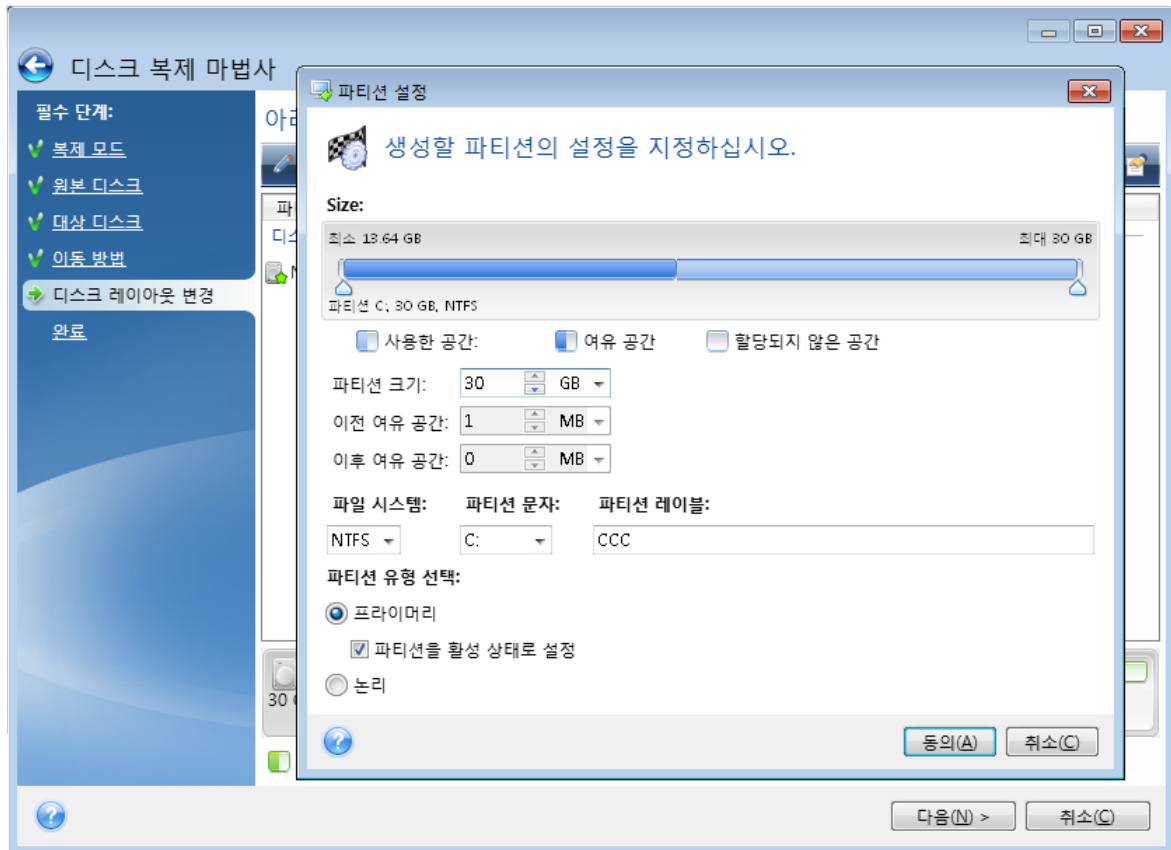 디스크 복제 마법사
필수 단계:
복제 모드
원본 디스크
대상 디스크
이동 방법
디스크 레이아웃 변경
완료
파티션 설정
생성할 파티션의 설정을 지정하십시오.
Size:
최소 13.64 GB 최대 30 GB
파티션 C; 30 GB, NTFS
사용한 공간: 여유 공간 할당되지 않은 공간
파티션 크기: 30 GB
이전 여유 공간: 1 MB
이후 여유 공간: 0 MB
파일 시스템: 파티션 문자: 파티션 레이블:
NTFS C: CCC
파티션 유형 선택:
프라이머리
파티션을 활성 상태로 설정
논리
30
동의(A) 취소(C)
다음(N) > 취소(C)